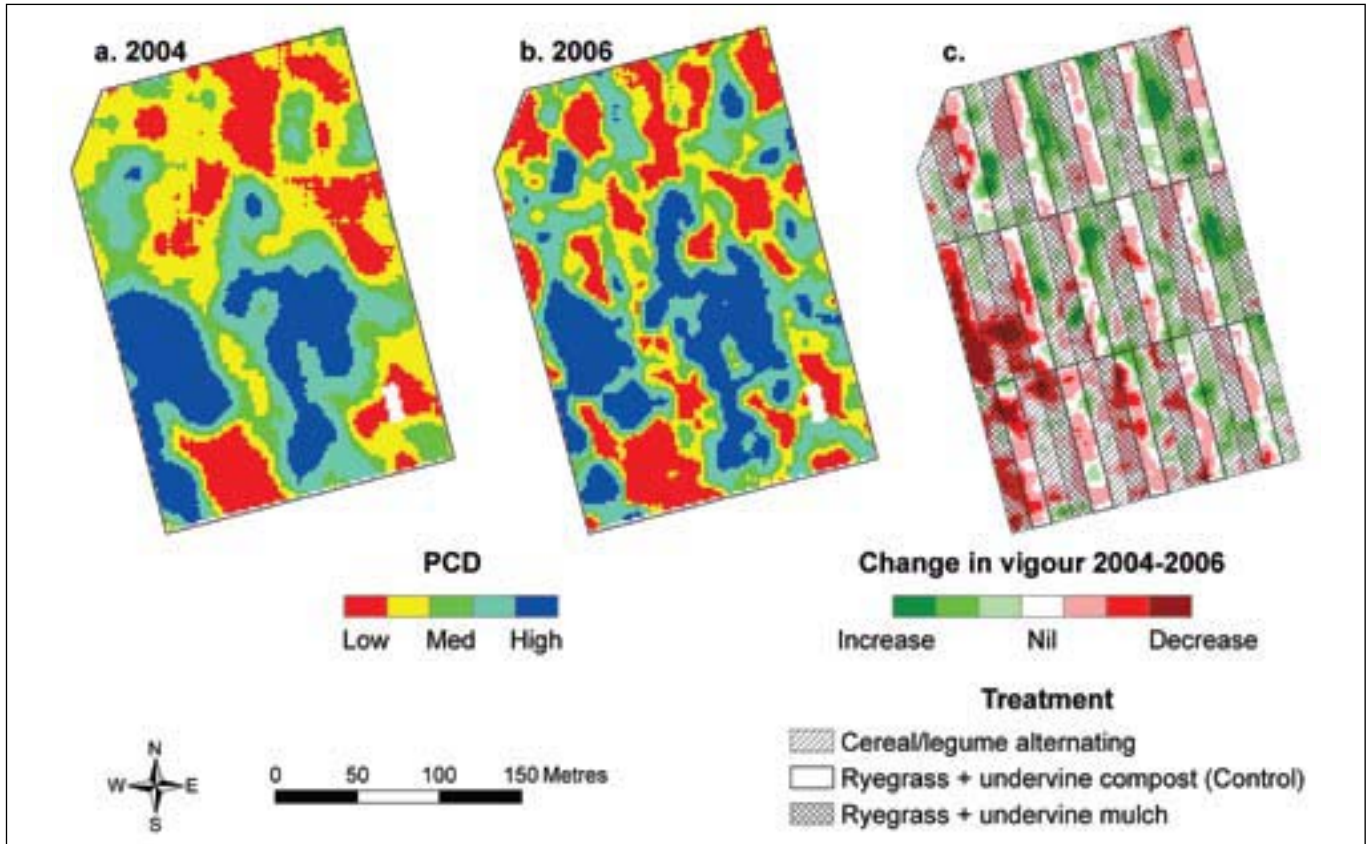 a. 2004
b. 2006
c.
PCD
Low Med High
Change in vigour 2004-2006
Increase Nil Decrease
Treatment
Cereal/legume alternating
Ryegrass + undervine compost (Control)
Ryegrass + undervine mulch
N
W E
S
0 50 100 150 Metres